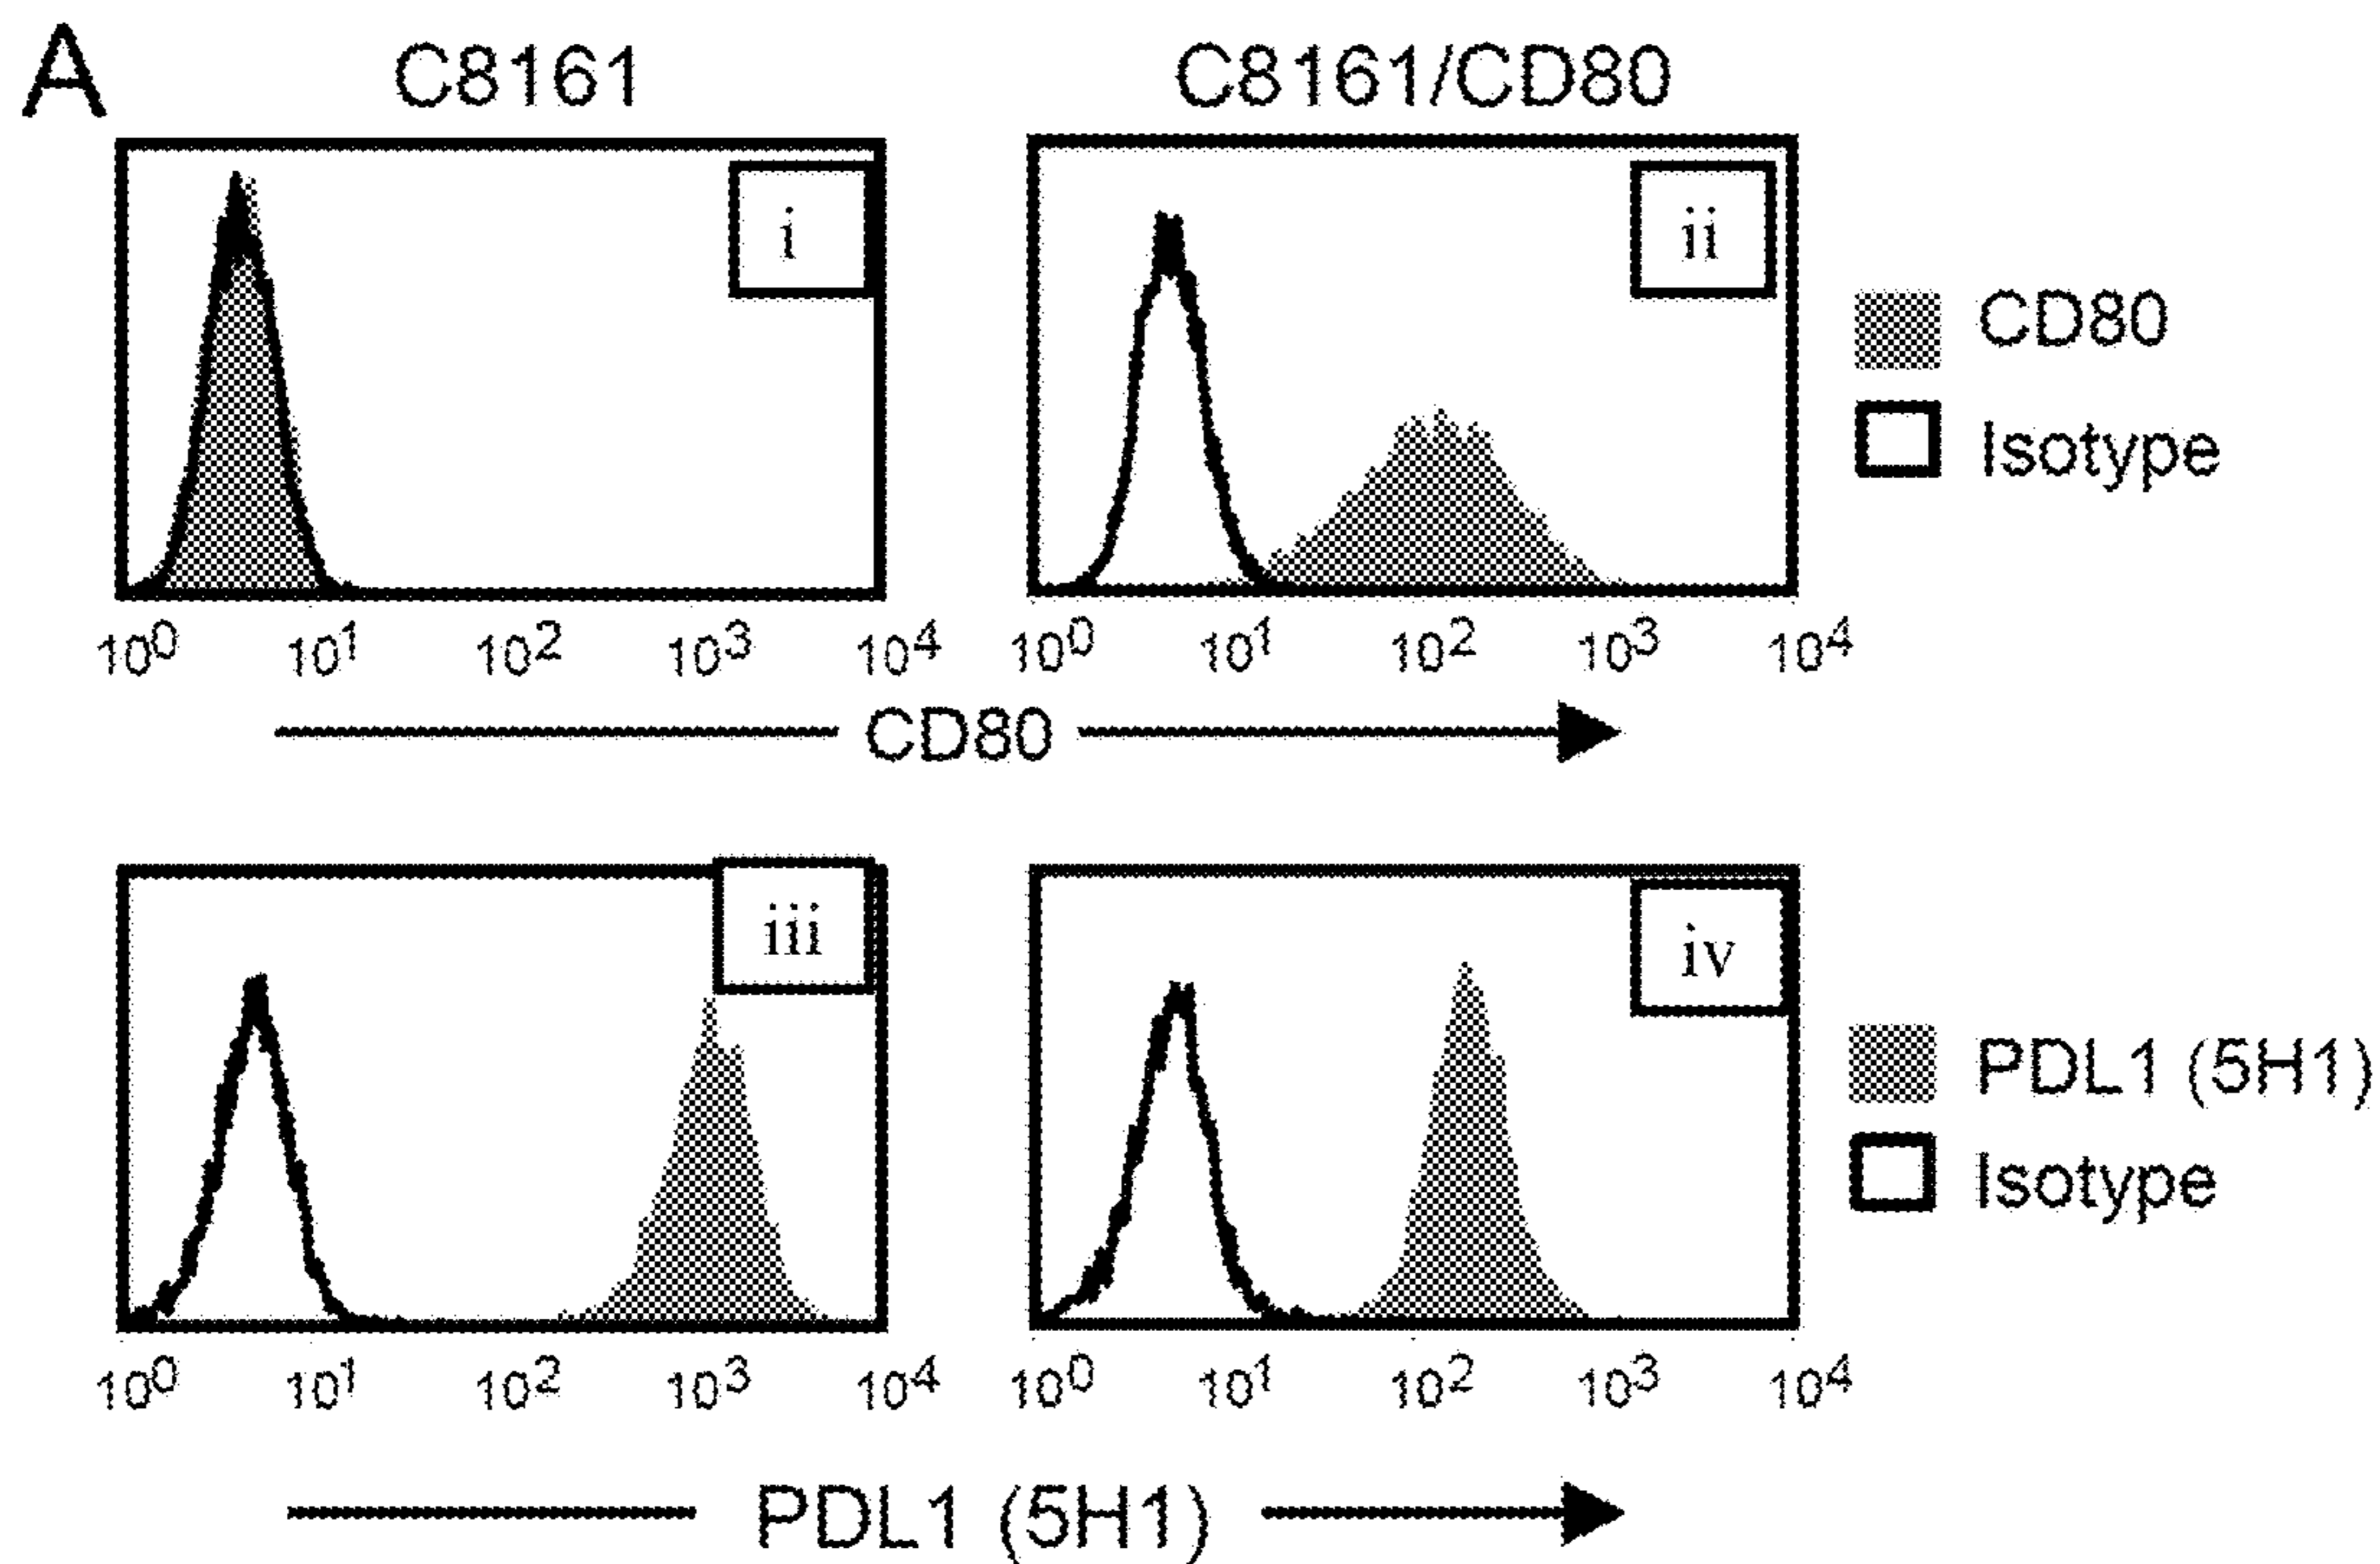 A
C8161
C8161/CD80
i
ii
CD80
Isotype
10⁰ 10¹ 10² 10³ 10⁴
10⁰ 10¹ 10² 10³ 10⁴
CD80
iii
iv
PDL1 (5H1)
Isotype
10⁰ 10¹ 10² 10³ 10⁴
10⁰ 10¹ 10² 10³ 10⁴
PDL1 (5H1)